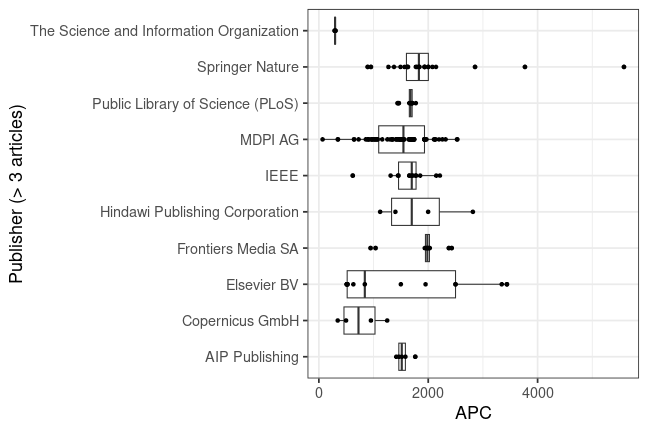 The Science and Information Organization
Springer Nature
Public Library of Science (PLoS)
MDPI AG
IEEE
Hindawi Publishing Corporation
Frontiers Media SA
Elsevier BV
Copernicus GmbH
AIP Publishing
Publisher (> 3 articles)
0 2000 4000
APC